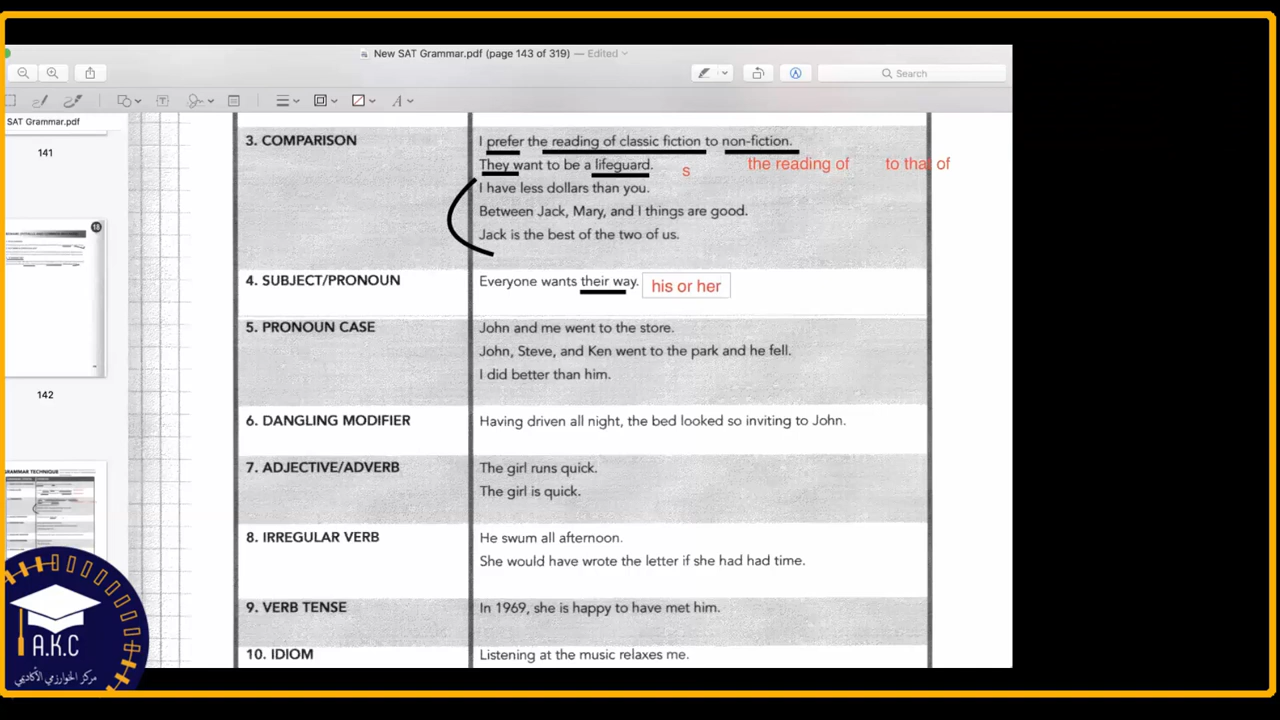 New SAT Grammar.pdf (page 143 of 319) — Edited
Search
SAT Grammar.pdf
141
142
3. COMPARISON
I prefer the reading of classic fiction to non-fiction.
They want to be a lifeguard.
s
the reading of
to that of
I have less dollars than you.
Between Jack, Mary, and I things are good.
Jack is the best of the two of us.
4. SUBJECT/PRONOUN
Everyone wants their way.
his or her
5. PRONOUN CASE
John and me went to the store.
John, Steve, and Ken went to the park and he fell.
I did better than him.
6. DANGLING MODIFIER
Having driven all night, the bed looked so inviting to John.
7. ADJECTIVE/ADVERB
The girl runs quick.
The girl is quick.
8. IRREGULAR VERB
He swum all afternoon.
She would have wrote the letter if she had had time.
9. VERB TENSE
In 1969, she is happy to have met him.
10. IDIOM
Listening at the music relaxes me.
GRAMMAR TECHNIQUE
A.K.C
مركز الخوارزمي الأكاديمي